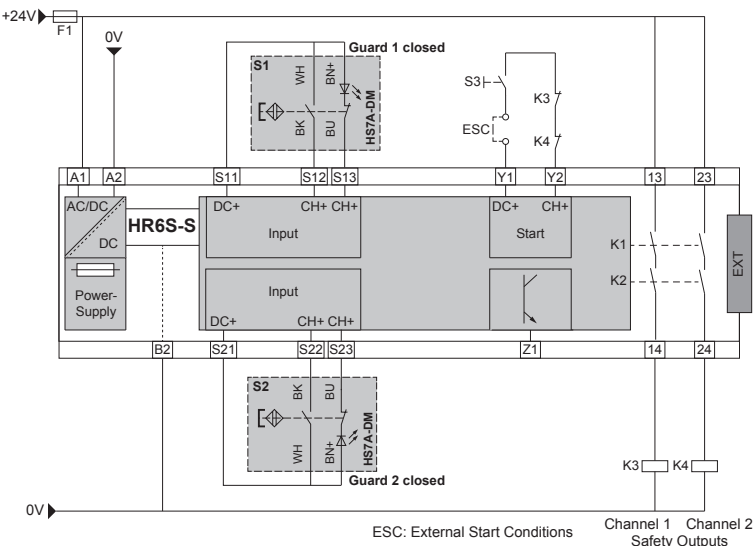 +24V
F1
0V
Guard 1 closed
S1
WH
BN+
BK
BU
HS7A-DM
S3
ESC
K3
K4
A1 A2 S11 S12 S13 Y1 Y2 13 23
AC/DC
DC
HR6S-S
DC+ CH+ CH+
Input
DC+ CH+
Start
K1
K2
EXT
Power-
Supply
Input
DC+ CH+ CH+
B2 S21 S22 S23 Z1 14 24
S2
BK
BU
WH
BN+
HS7A-DM
Guard 2 closed
K3 K4
0V
ESC: External Start Conditions
Channel 1 Channel 2
Safety Outputs